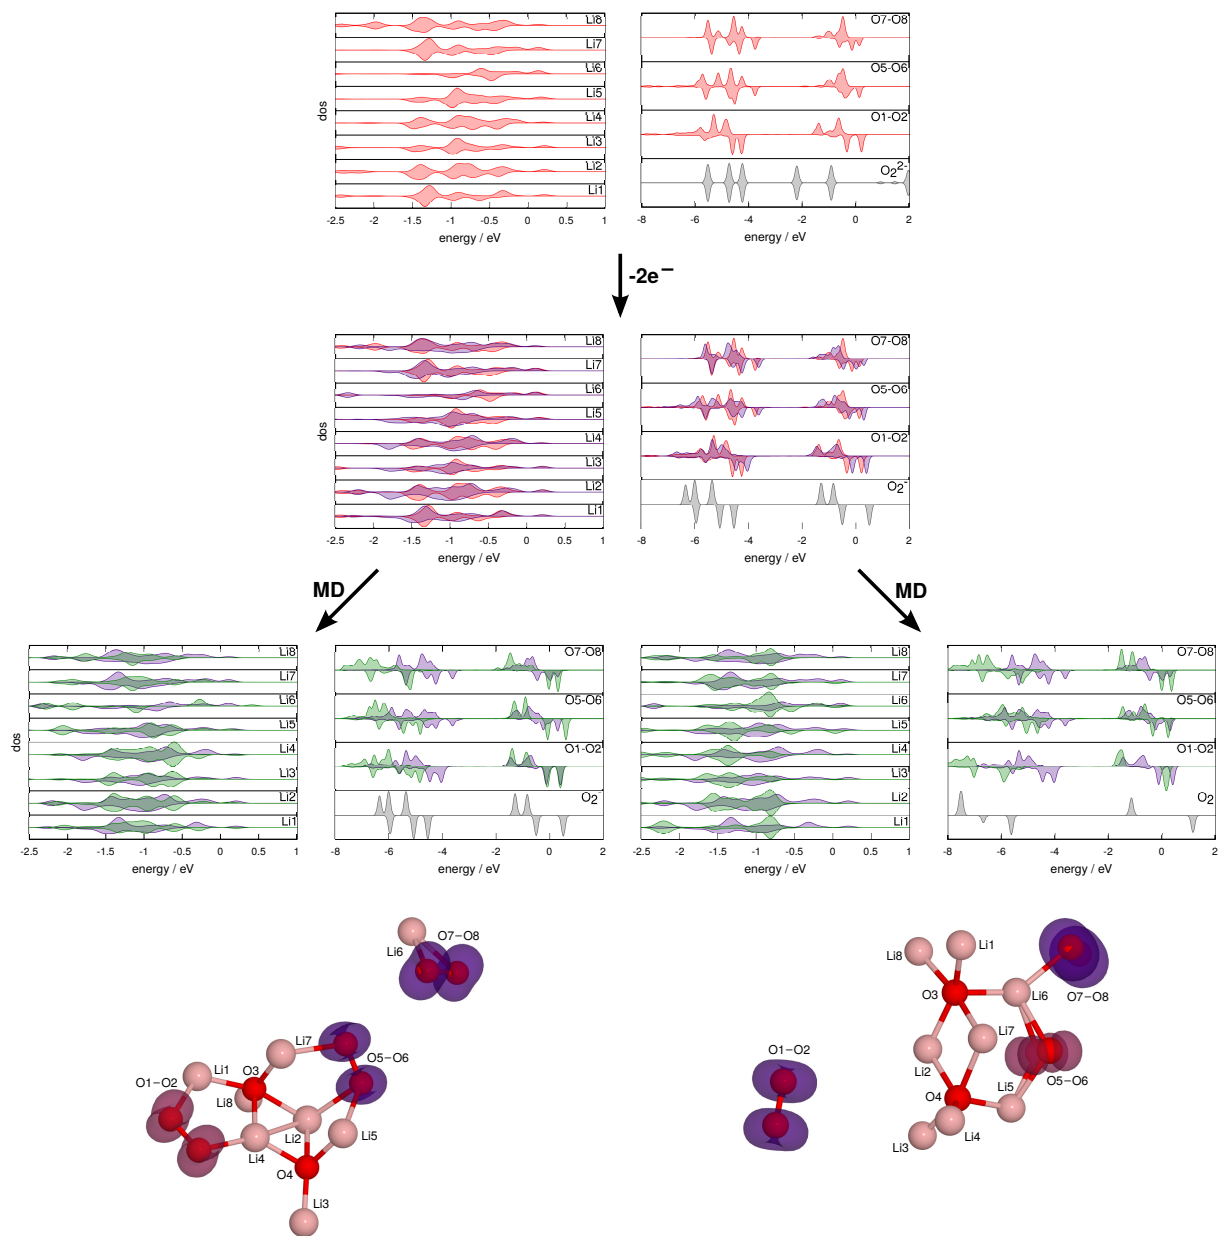 dos
Li8
Li7
Li6
Li5
Li4
Li3
Li2
Li1
-2.5 -2 -1.5 -1 -0.5 0 0.5 1
energy / eV
O7-O8
O5-O6
O1-O2
O₂²⁻
-8 -6 -4 -2 0 2
energy / eV
-2e⁻
dos
Li8
Li7
Li6
Li5
Li4
Li3
Li2
Li1
-2.5 -2 -1.5 -1 -0.5 0 0.5 1
energy / eV
O7-O8
O5-O6
O1-O2
O₂⁻
-8 -6 -4 -2 0 2
energy / eV
MD
MD
dos
Li8
Li7
Li6
Li5
Li4
Li3
Li2
Li1
-2.5 -2 -1.5 -1 -0.5 0 0.5 1
energy / eV
O7-O8
O5-O6
O1-O2
O₂⁻
-8 -6 -4 -2 0 2
energy / eV
Li8
Li7
Li6
Li5
Li4
Li3
Li2
Li1
-2.5 -2 -1.5 -1 -0.5 0 0.5 1
energy / eV
O7-O8
O5-O6
O1-O2
O₂
-8 -6 -4 -2 0 2
energy / eV
Li6
O7-O8
Li7
O5-O6
O1-O2
Li1
O3
Li8
Li2
Li5
Li4
O4
Li3
Li8
Li1
O3
Li6
O7-O8
Li7
O1-O2
Li2
O5-O6
Li5
O4
Li4
Li3